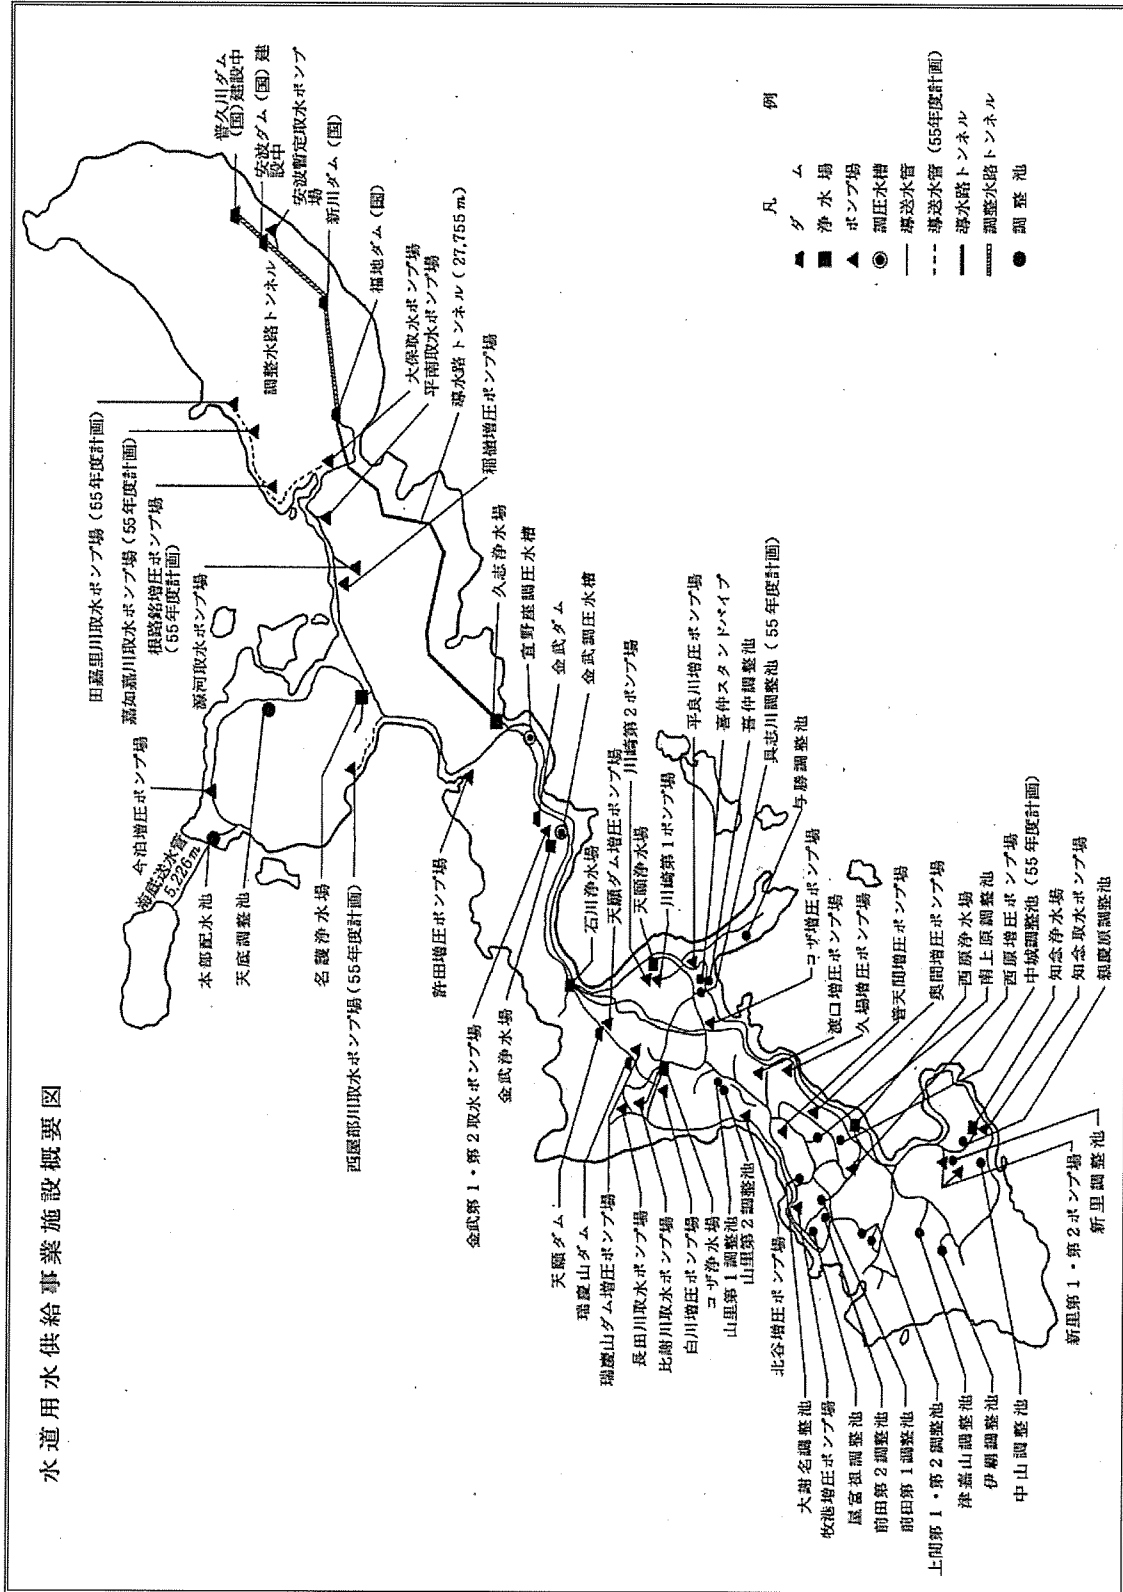 水道用水供給事業施設概要図
田嘉里川取水ポンプ場(55年度計画)
嘉如嘉川取水ポンプ場(55年度計画)
根路銘増圧ポンプ場
(55年度計画)
源河取水ポンプ場
今泊増圧ポンプ場
海底送水管
5,226m
本部配水池
天底調整池
名護浄水場
西屋部川取水ポンプ場(55年度計画)
許田増圧ポンプ場
金武第1・第2取水ポンプ場
金武浄水場
普久川ダム
(国)建設中
安波ダム(国)建
設中
安波暫定取水ポンプ
場
新川ダム(国)
調整水路トンネル
福地ダム(国)
大保取水ポンプ場
平南取水ポンプ場
導水路トンネル(27,755m)
稲嶺増圧ポンプ場
久志浄水場
宜野座調圧水槽
金武ダム
金武調圧水槽
石川浄水場
天願ダム増圧ポンプ場
川崎第2ポンプ場
天願浄水場
川崎第1ポンプ場
平良川増圧ポンプ場
喜仲スタンドパイプ
喜仲調整池
具志川調整池(55年度計画)
与勝調整池
コザ増圧ポンプ場
渡口増圧ポンプ場
久場増圧ポンプ場
普天間増圧ポンプ場
奥間増圧ポンプ場
西原浄水場
南上原調整池
西原増圧ポンプ場
中城調整池(55年度計画)
知念浄水場
知念取水ポンプ場
親慶原調整池
天願ダム
瑞慶山ダム
瑞慶山ダム増圧ポンプ場
長田川取水ポンプ場
比謝川取水ポンプ場
白川増圧ポンプ場
コザ浄水場
山里第1調整池
山里第2調整池
北谷増圧ポンプ場
大謝名調整池
牧港増圧ポンプ場
屋富祖調整池
前田第2調整池
前田第1調整池
上間第1・第2調整池
津嘉山調整池
伊覇調整池
中山調整池
新里第1・第2ポンプ場
新里調整池
凡例
ダム
浄水場
ポンプ場
調圧水槽
導送水管
導送水管(55年度計画)
導水路トンネル
調整水路トンネル
調整池